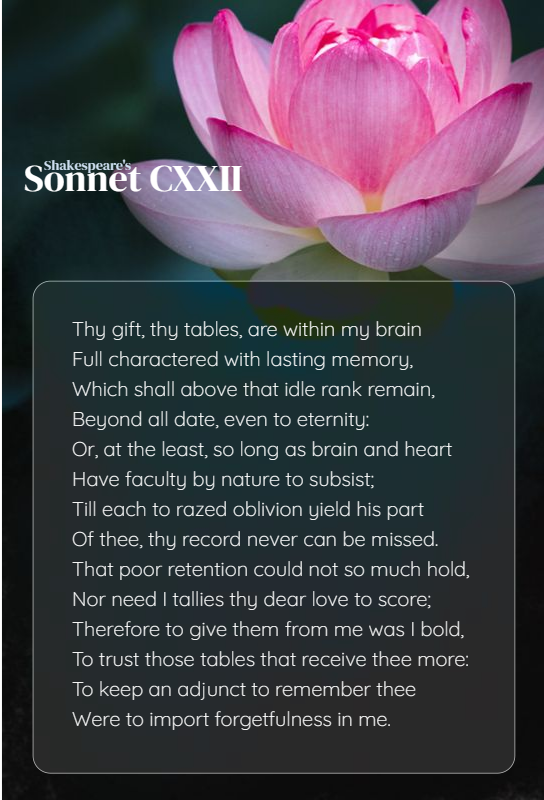 Shakespeare's
Sonnet CXXII
Thy gift, thy tables, are within my brain
Full charactered with lasting memory,
Which shall above that idle rank remain,
Beyond all date, even to eternity:
Or, at the least, so long as brain and heart
Have faculty by nature to subsist;
Till each to razed oblivion yield his part
Of thee, thy record never can be missed.
That poor retention could not so much hold,
Nor need I tallies thy dear love to score;
Therefore to give them from me was I bold,
To trust those tables that receive thee more:
To keep an adjunct to remember thee
Were to import forgetfulness in me.